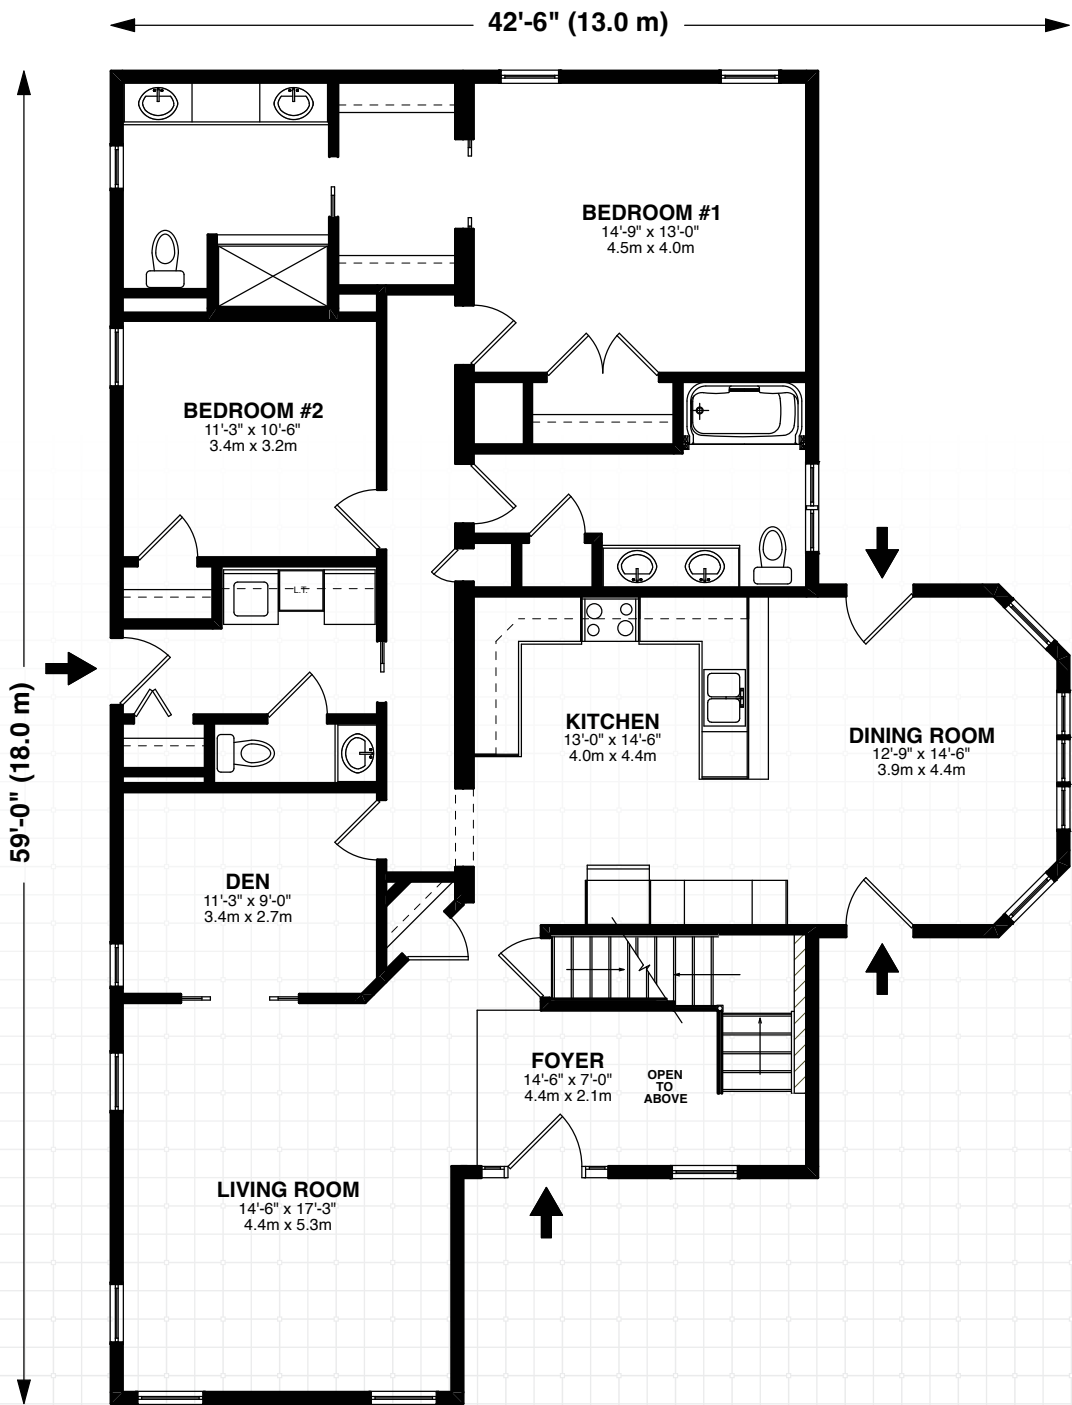 42'-6" (13.0 m)
59'-0" (18.0 m)
BEDROOM #1
14'-9" x 13'-0"
4.5m x 4.0m
BEDROOM #2
11'-3" x 10'-6"
3.4m x 3.2m
L.T.
KITCHEN
13'-0" x 14'-6"
4.0m x 4.4m
DINING ROOM
12'-9" x 14'-6"
3.9m x 4.4m
DEN
11'-3" x 9'-0"
3.4m x 2.7m
FOYER
14'-6" x 7'-0"
4.4m x 2.1m
OPEN
TO
ABOVE
LIVING ROOM
14'-6" x 17'-3"
4.4m x 5.3m